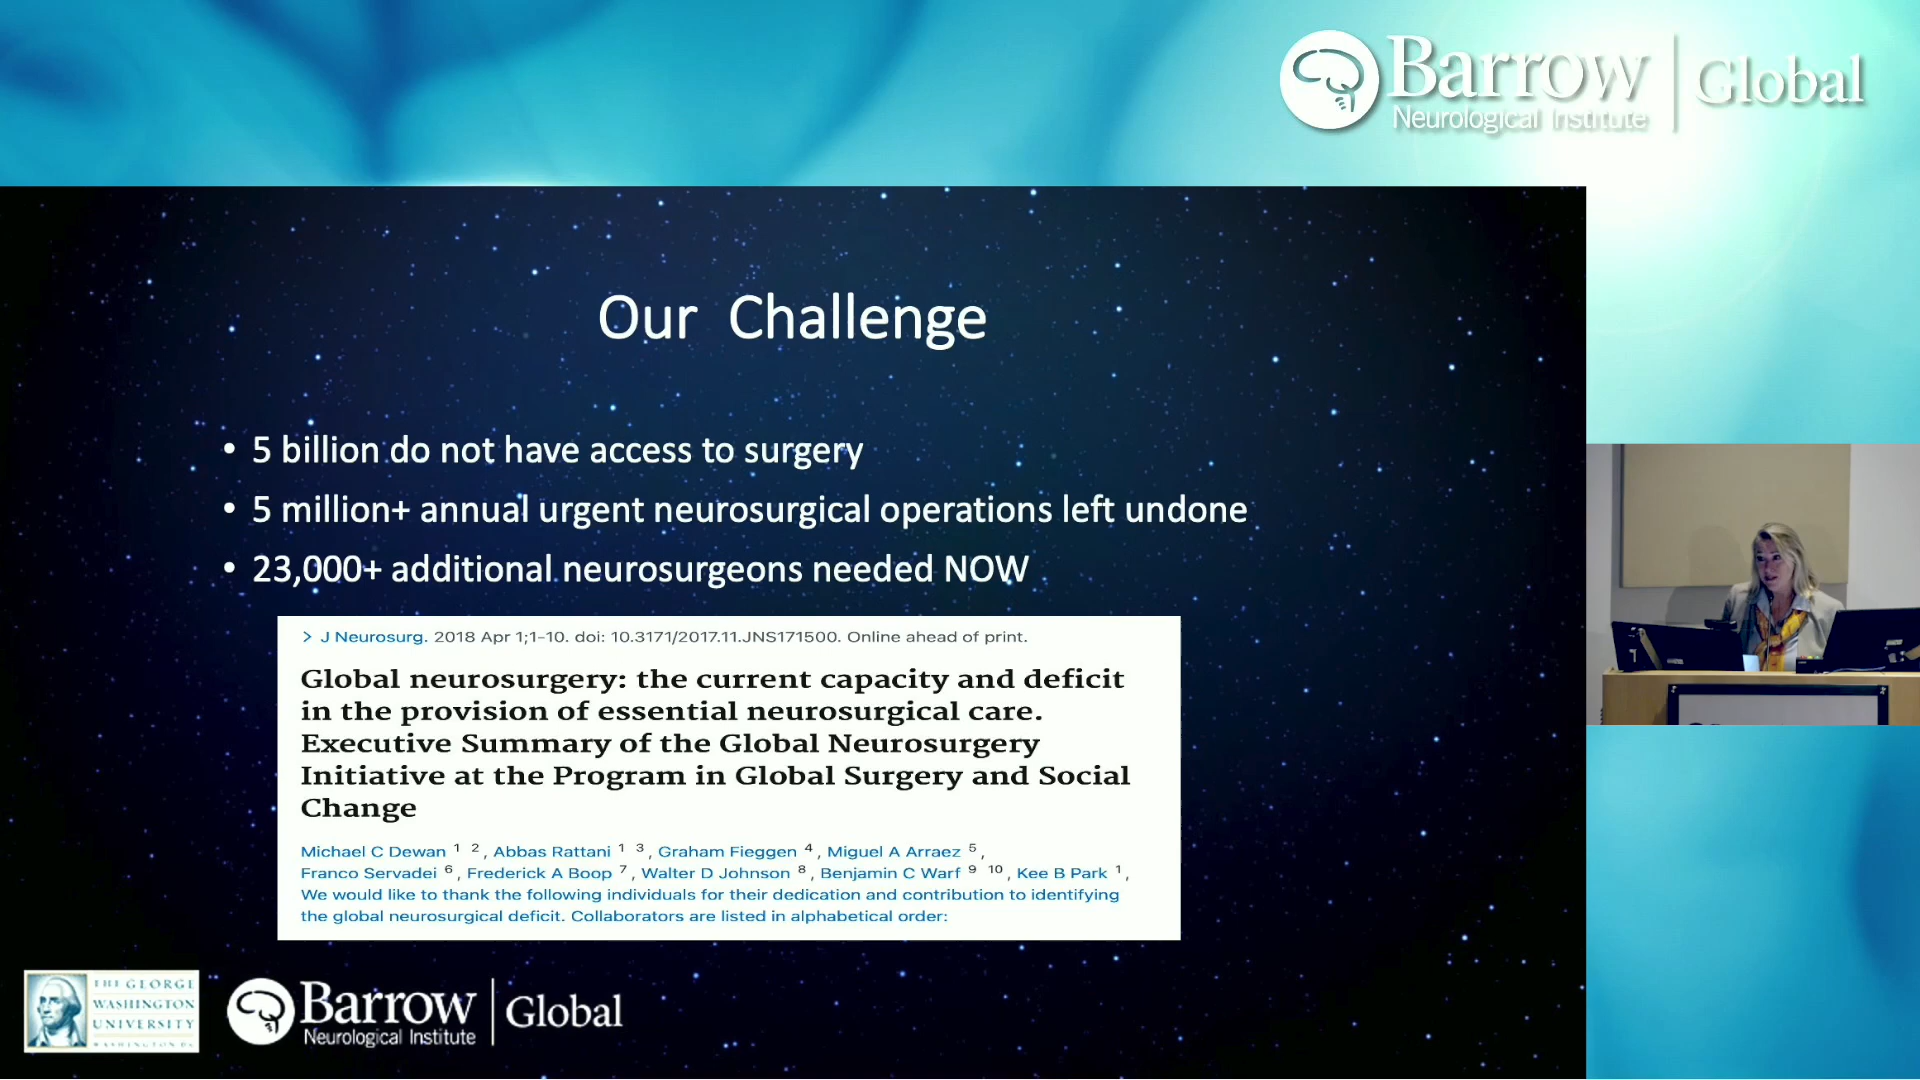 Barrow
Neurological Institute
Global
Our Challenge
• 5 billion do not have access to surgery
• 5 million+ annual urgent neurosurgical operations left undone
• 23,000+ additional neurosurgeons needed NOW
> J Neurosurg. 2018 Apr 1;1-10. doi: 10.3171/2017.11.JNS171500. Online ahead of print.
Global neurosurgery: the current capacity and deficit
in the provision of essential neurosurgical care.
Executive Summary of the Global Neurosurgery
Initiative at the Program in Global Surgery and Social
Change
Michael C Dewan 1 2, Abbas Rattani 1 3, Graham Fieggen 4, Miguel A Arraez 5,
Franco Servadei 6, Frederick A Boop 7, Walter D Johnson 8, Benjamin C Warf 9 10, Kee B Park 1,
We would like to thank the following individuals for their dedication and contribution to identifying
the global neurosurgical deficit. Collaborators are listed in alphabetical order:
THE GEORGE
WASHINGTON
UNIVERSITY
WASHINGTON DC
Barrow
Neurological Institute
Global